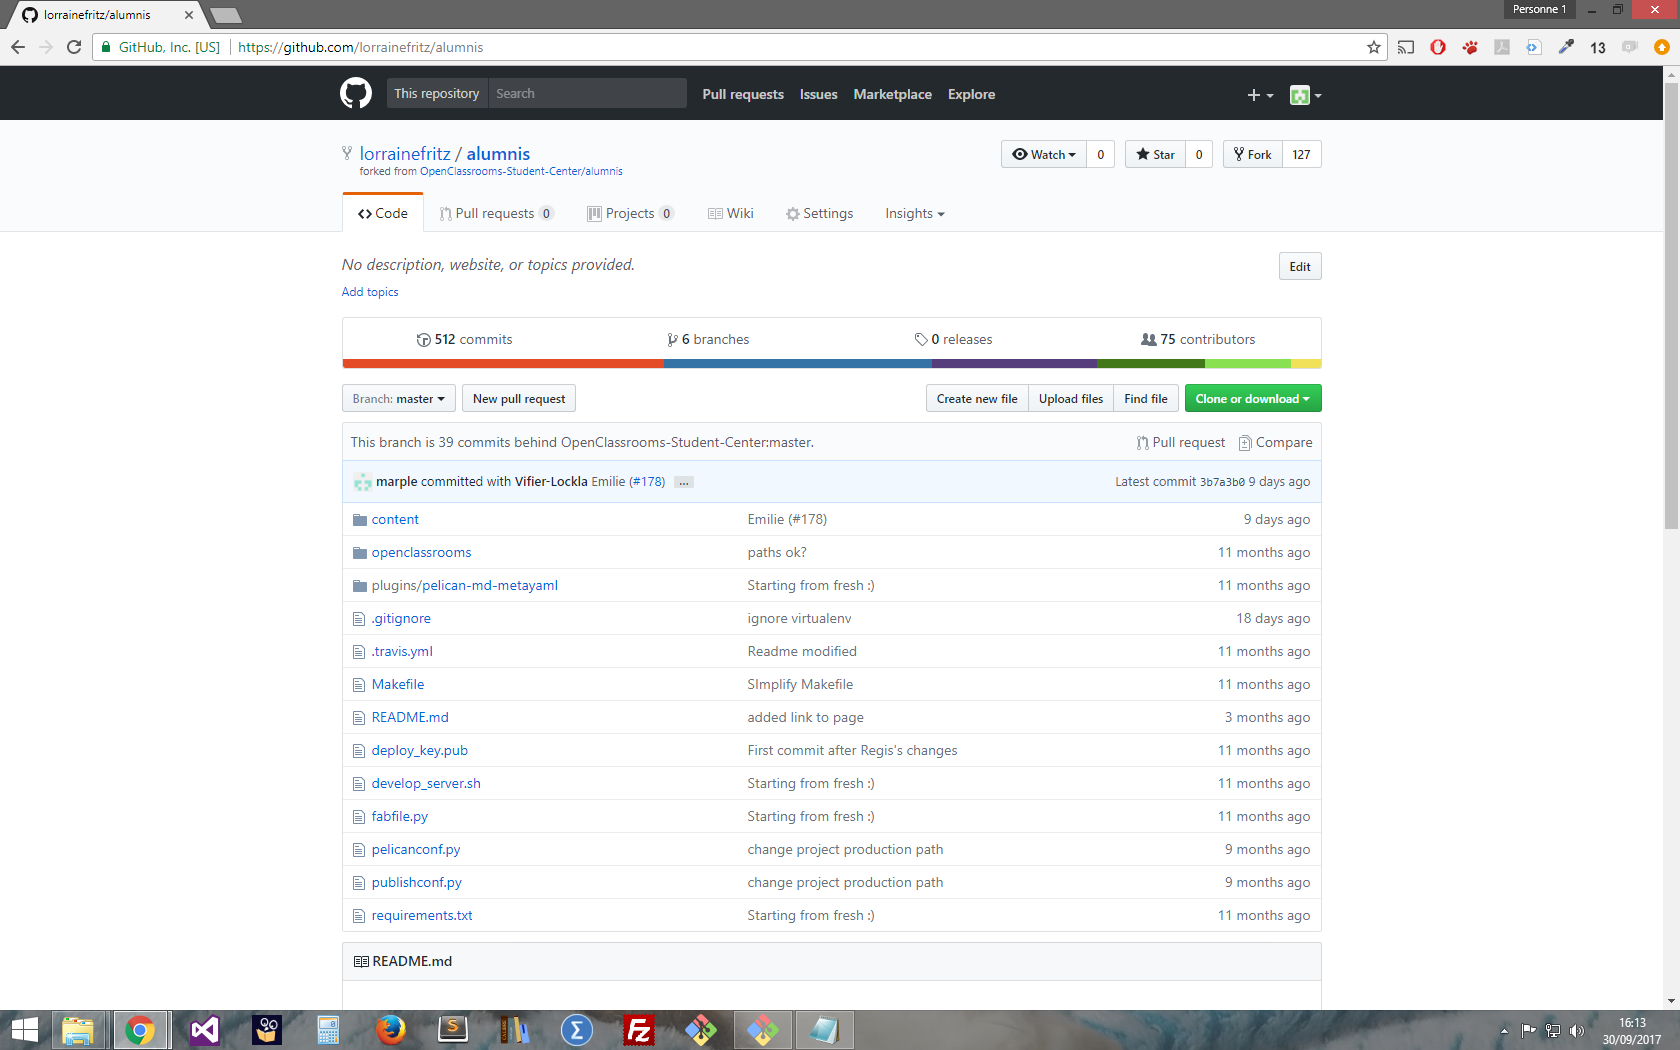 lorrainefritz/alumnis
Personne 1
GitHub, Inc. [US] https://github.com/lorrainefritz/alumnis
13
This repository Search Pull requests Issues Marketplace Explore
lorrainefritz / alumnis
forked from OpenClassrooms-Student-Center/alumnis
Watch 0 Star 0 Fork 127
Code Pull requests 0 Projects 0 Wiki Settings Insights
No description, website, or topics provided.
Edit
Add topics
512 commits 6 branches 0 releases 75 contributors
Branch: master New pull request Create new file Upload files Find file Clone or download
This branch is 39 commits behind OpenClassrooms-Student-Center:master. Pull request Compare
marple committed with Vifier-Lockla Emilie (#178) … Latest commit 3b7a3b0 9 days ago
content Emilie (#178) 9 days ago
openclassrooms paths ok? 11 months ago
plugins/pelican-md-metayaml Starting from fresh :) 11 months ago
.gitignore ignore virtualenv 18 days ago
.travis.yml Readme modified 11 months ago
Makefile SImplify Makefile 11 months ago
README.md added link to page 3 months ago
deploy_key.pub First commit after Regis's changes 11 months ago
develop_server.sh Starting from fresh :) 11 months ago
fabfile.py Starting from fresh :) 11 months ago
pelicanconf.py change project production path 9 months ago
publishconf.py change project production path 9 months ago
requirements.txt Starting from fresh :) 11 months ago
README.md
16:13
30/09/2017